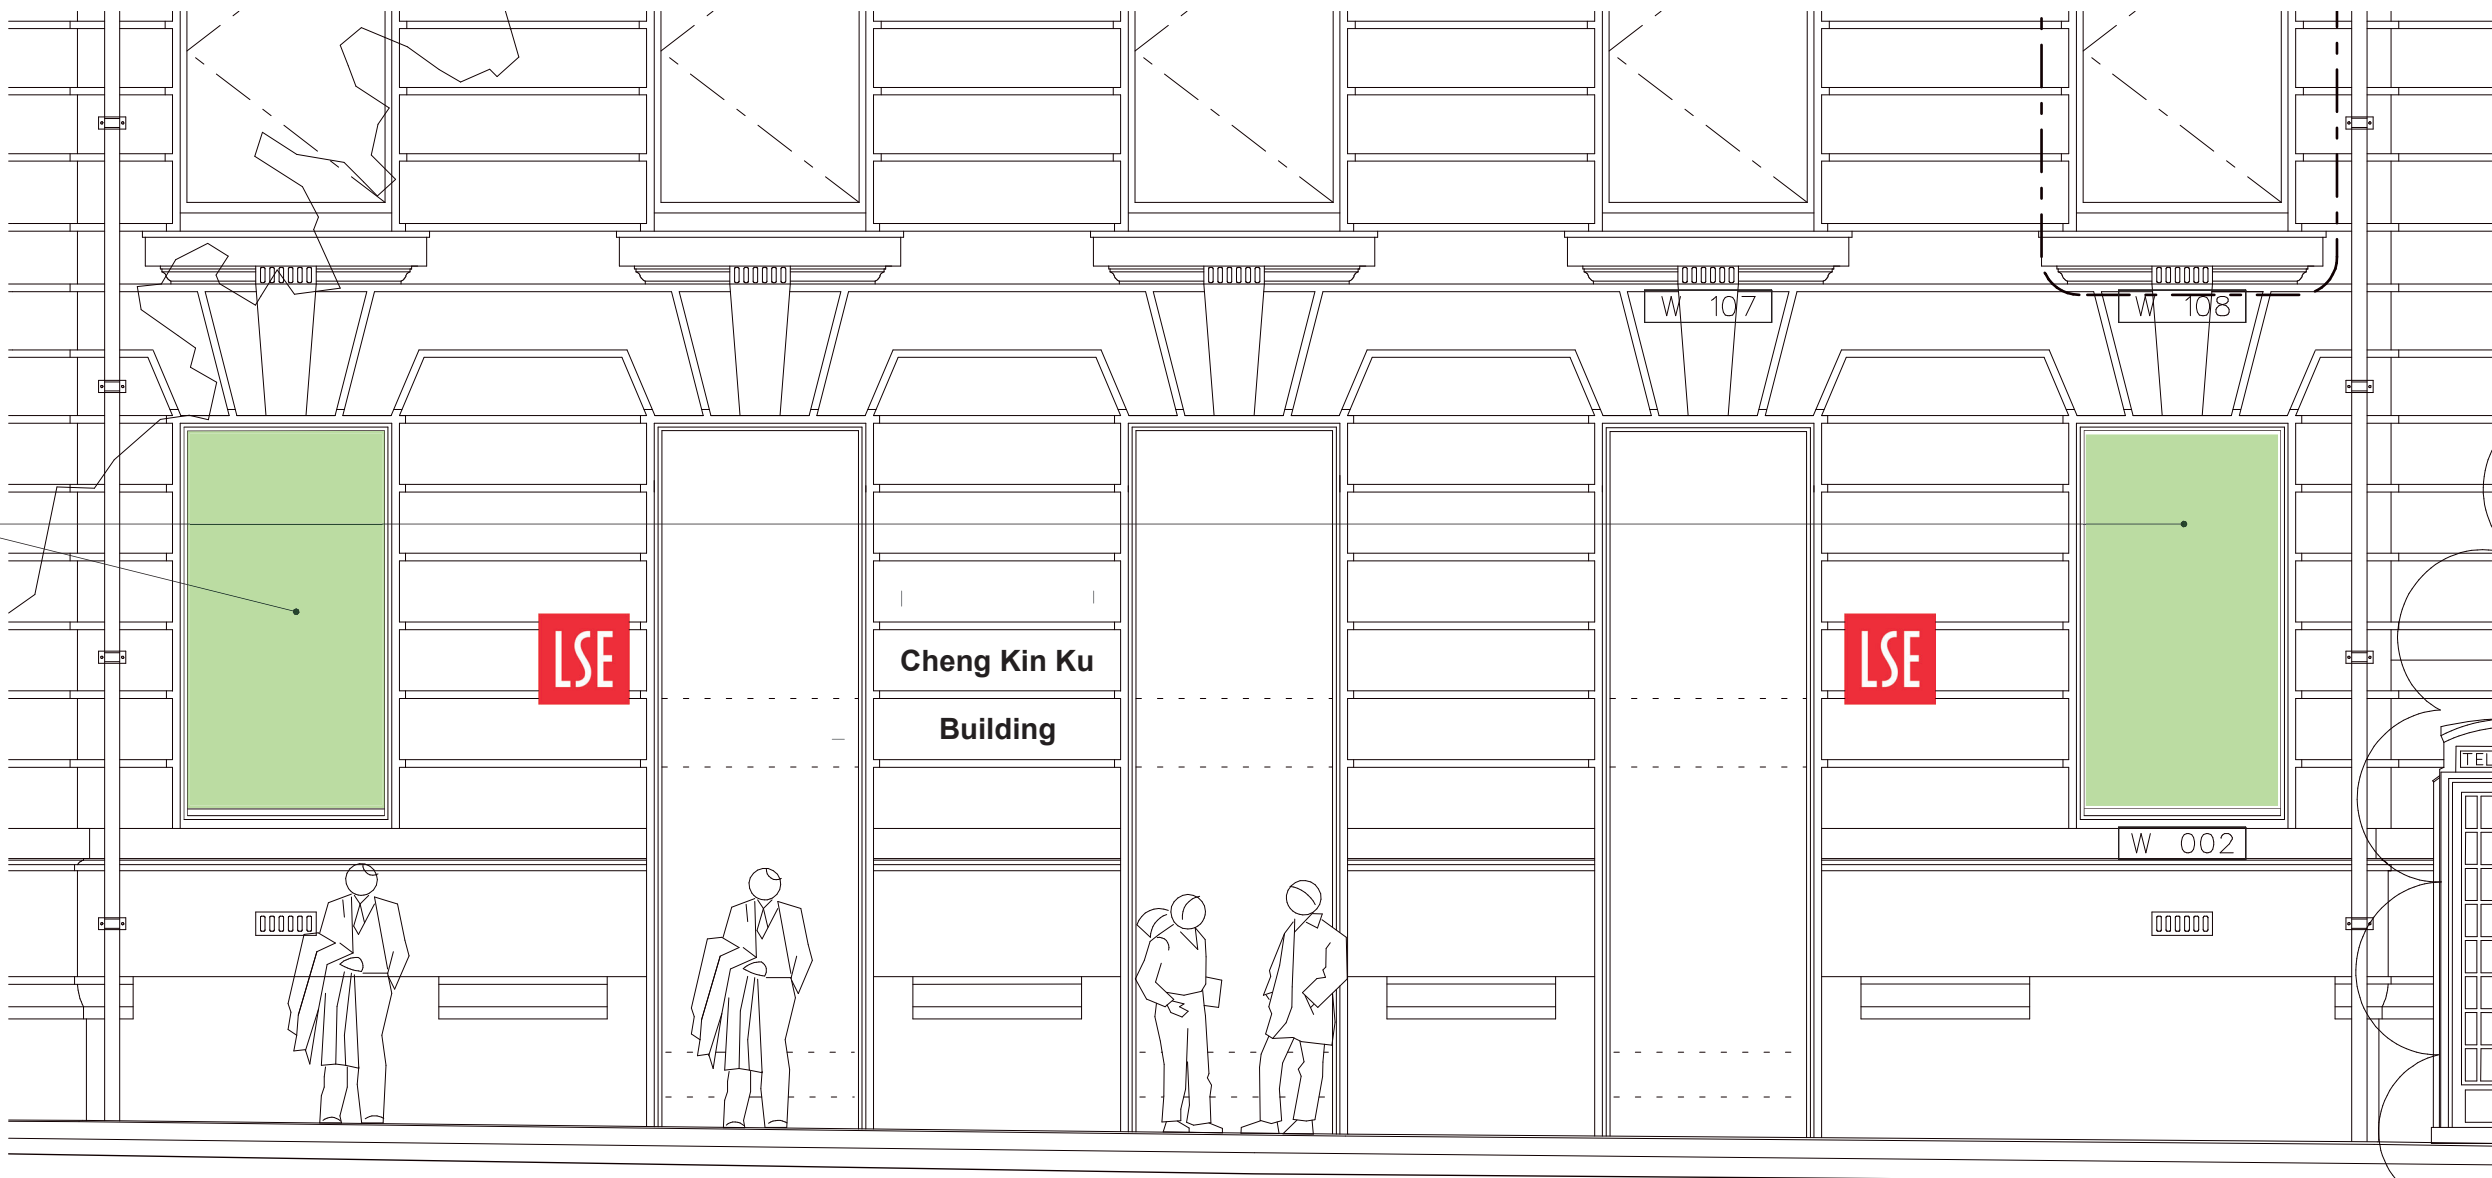 W 107
W 108
LSE
Cheng Kin Ku
Building
LSE
TEL
W 002